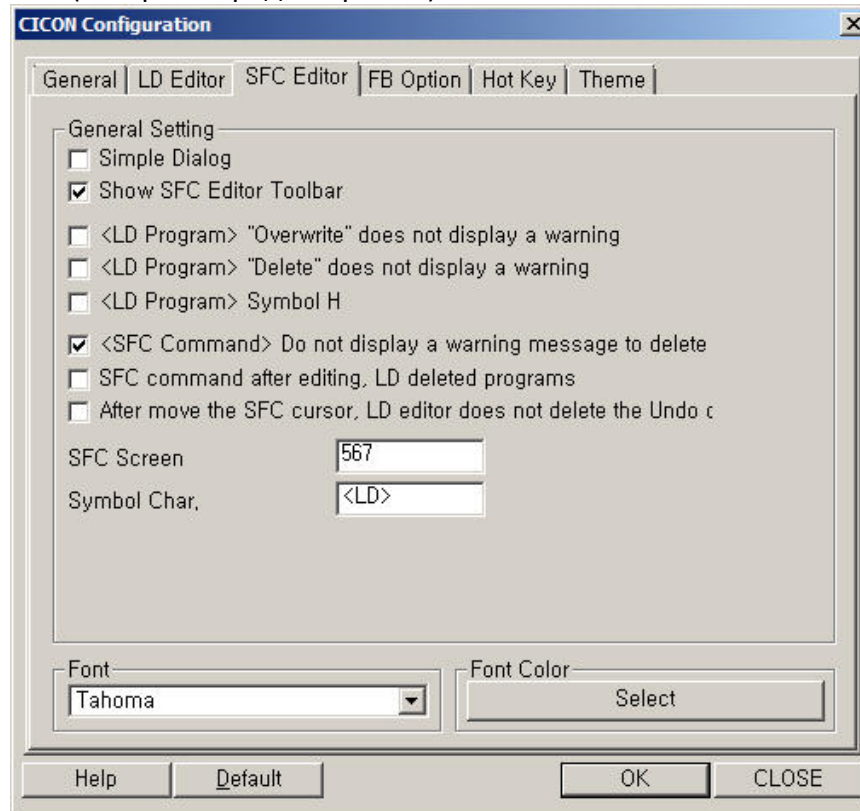 CICON Configuration
General LD Editor SFC Editor FB Option Hot Key Theme
General Setting
Simple Dialog
Show SFC Editor Toolbar
<LD Program> "Overwrite" does not display a warning
<LD Program> "Delete" does not display a warning
<LD Program> Symbol H
<SFC Command> Do not display a warning message to delete
SFC command after editing, LD deleted programs
After move the SFC cursor, LD editor does not delete the Undo
SFC Screen 567
Symbol Char, <LD>
Font Font Color
Tahoma Select
Help Default OK CLOSE